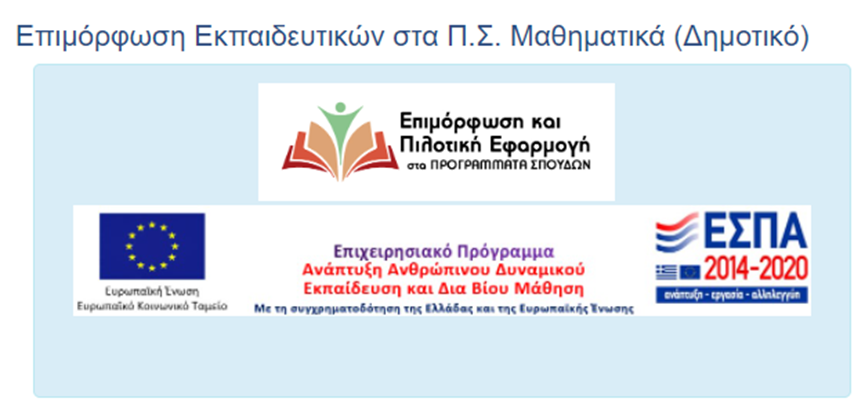 Επιμόρφωση Εκπαιδευτικών στα Π.Σ. Μαθηματικά (Δημοτικό)
Επιμόρφωση και
Πιλοτική Εφαρμογή
στα ΠΡΟΓΡΑΜΜΑΤΑ ΣΠΟΥΔΩΝ
Ευρωπαϊκή Ένωση
Ευρωπαϊκό Κοινωνικό Ταμείο
Επιχειρησιακό Πρόγραμμα
Ανάπτυξη Ανθρώπινου Δυναμικού
Εκπαίδευση και Δια Βίου Μάθηση
Με τη συγχρηματοδότηση της Ελλάδας και της Ευρωπαϊκής Ένωσης
ΕΣΠΑ
2014-2020
ανάπτυξη - εργασία - αλληλεγγύη